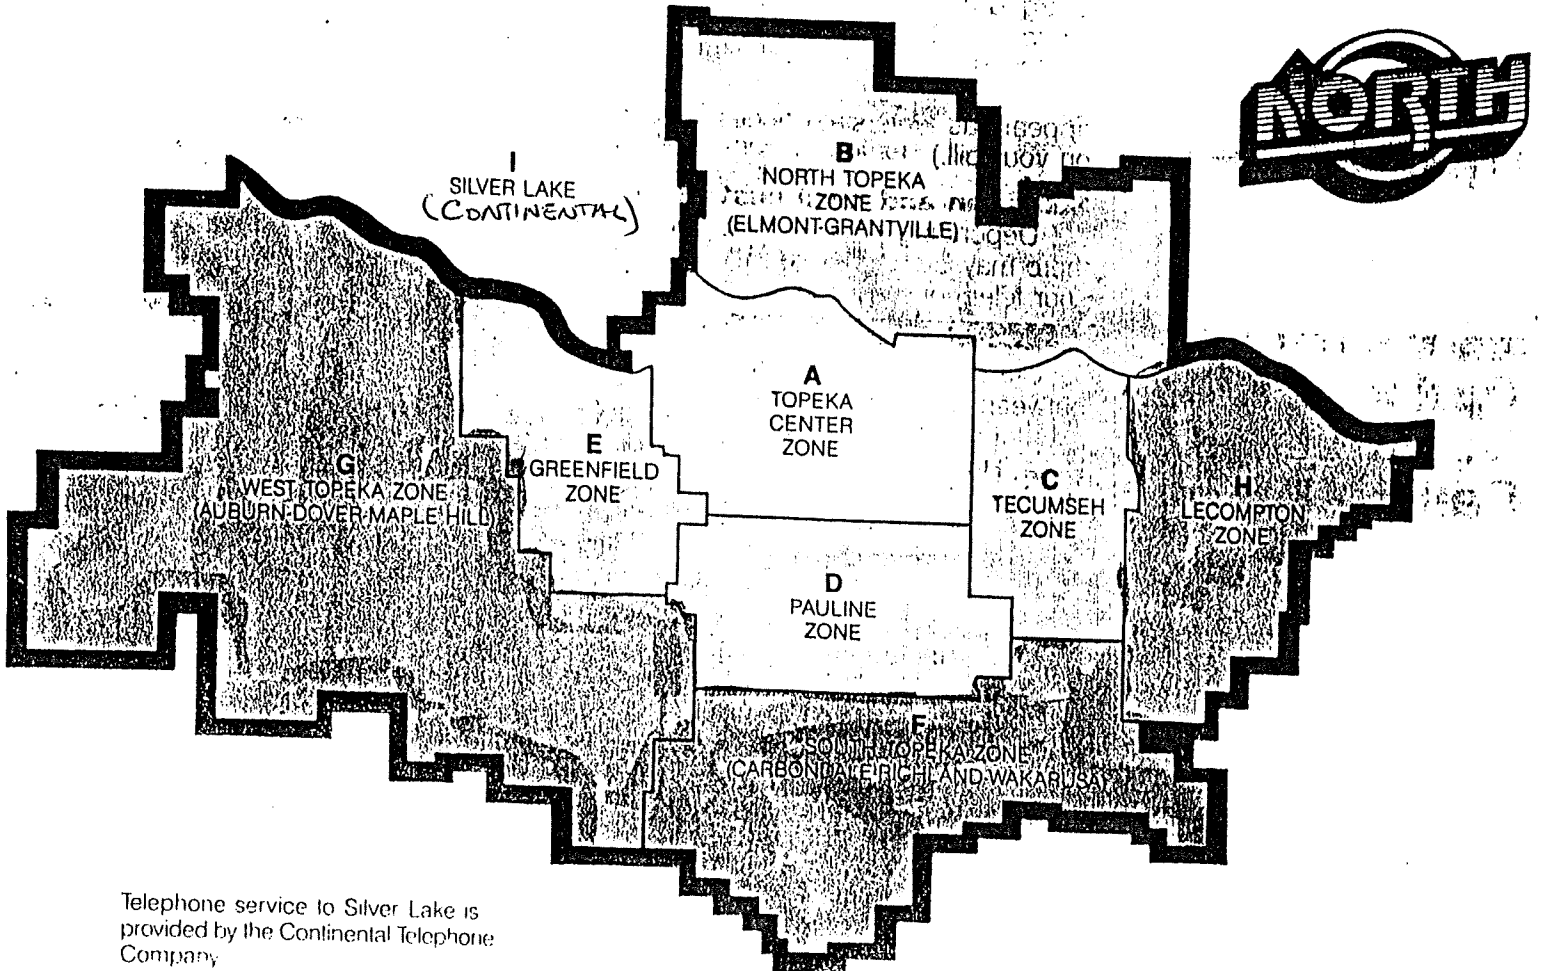 NORTH
I
SILVER LAKE
(CONTINENTAL)
B
NORTH TOPEKA
ZONE
(ELMONT-GRANTVILLE)
A
TOPEKA
CENTER
ZONE
E
GREENFIELD
ZONE
G
WEST TOPEKA ZONE
(AUBURN-DOVER-MAPLE HILL)
C
TECUMSEH
ZONE
H
LECOMPTON
ZONE
D
PAULINE
ZONE
F
SOUTH TOPEKA ZONE
(CARBONDALE-RICHLAND-WAKARUSA)
Telephone service to Silver Lake is
provided by the Continental Telephone
Company